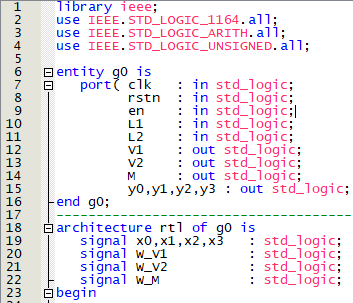 1 library ieee;
2 use IEEE.STD_LOGIC_1164.all;
3 use IEEE.STD_LOGIC_ARITH.all;
4 use IEEE.STD_LOGIC_UNSIGNED.all;
5
6 entity g0 is
7 port( clk : in std_logic;
8 rstn : in std_logic;
9 en : in std_logic;
10 L1 : in std_logic;
11 L2 : in std_logic;
12 V1 : out std_logic;
13 V2 : out std_logic;
14 M : out std_logic;
15 y0,y1,y2,y3 : out std_logic;
16 end g0;
17 --------------------------------
18 architecture rtl of g0 is
19 signal x0,x1,x2,x3 : std_logic;
20 signal W_V1 : std_logic;
21 signal W_V2 : std_logic;
22 signal W_M : std_logic;
23 begin